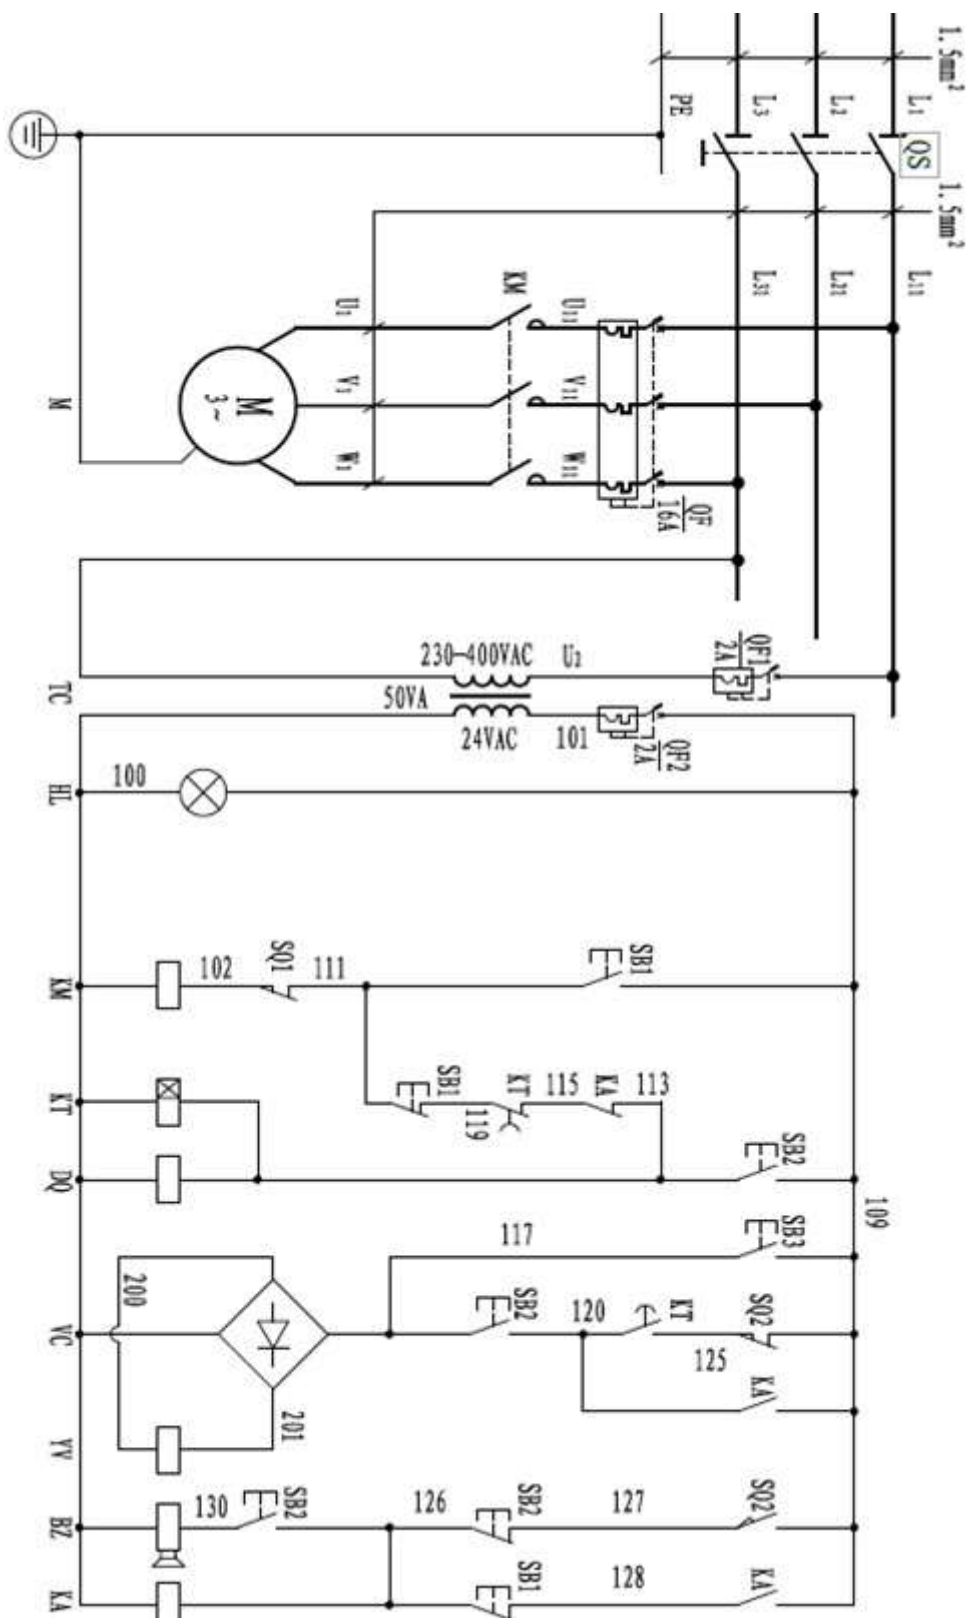 1.5mm²
L₁
L₂
L₃
PE
QS
1.5mm²
L₁₁
L₂₁
L₃₁
KM
U₁
U₁₁
V₁
V₁₁
W₁
W₁₁
M
3~
N
QF
16A
230-400VAC
U₂
QF1
2A
50VA
TC
24VAC
101
QF2
2A
100
HL
102
SQ1
111
SB1
KM
SB1
KT
119
115
KA
113
KT
SB2
DQ
109
117
SB3
200
SB2
120
KT
SQ2
125
VC
KA
201
YV
130
SB2
126
SB2
127
SQ2
BZ
SB1
128
KA
KA